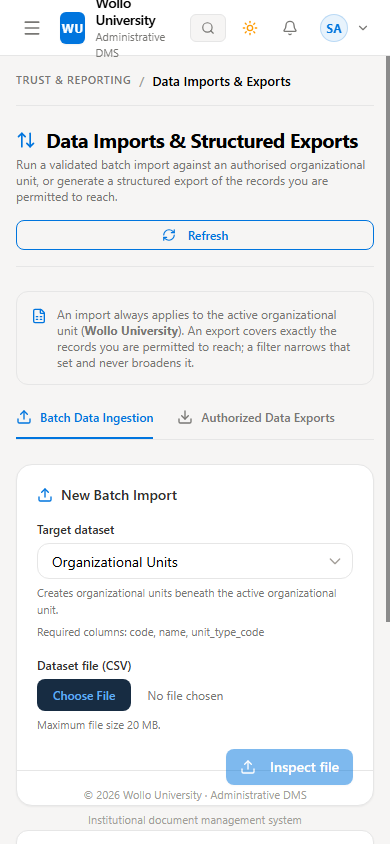 Wollo
University
Administrative
DMS
WU
SA
TRUST & REPORTING / Data Imports & Exports
Data Imports & Structured Exports
Run a validated batch import against an authorised organizational
unit, or generate a structured export of the records you are
permitted to reach.
Refresh
An import always applies to the active organizational
unit (Wollo University). An export covers exactly the
records you are permitted to reach; a filter narrows that
set and never broadens it.
Batch Data Ingestion
Authorized Data Exports
New Batch Import
Target dataset
Organizational Units
Creates organizational units beneath the active organizational
unit.
Required columns: code, name, unit_type_code
Dataset file (CSV)
Choose File No file chosen
Maximum file size 20 MB.
Inspect file
© 2026 Wollo University · Administrative DMS
Institutional document management system